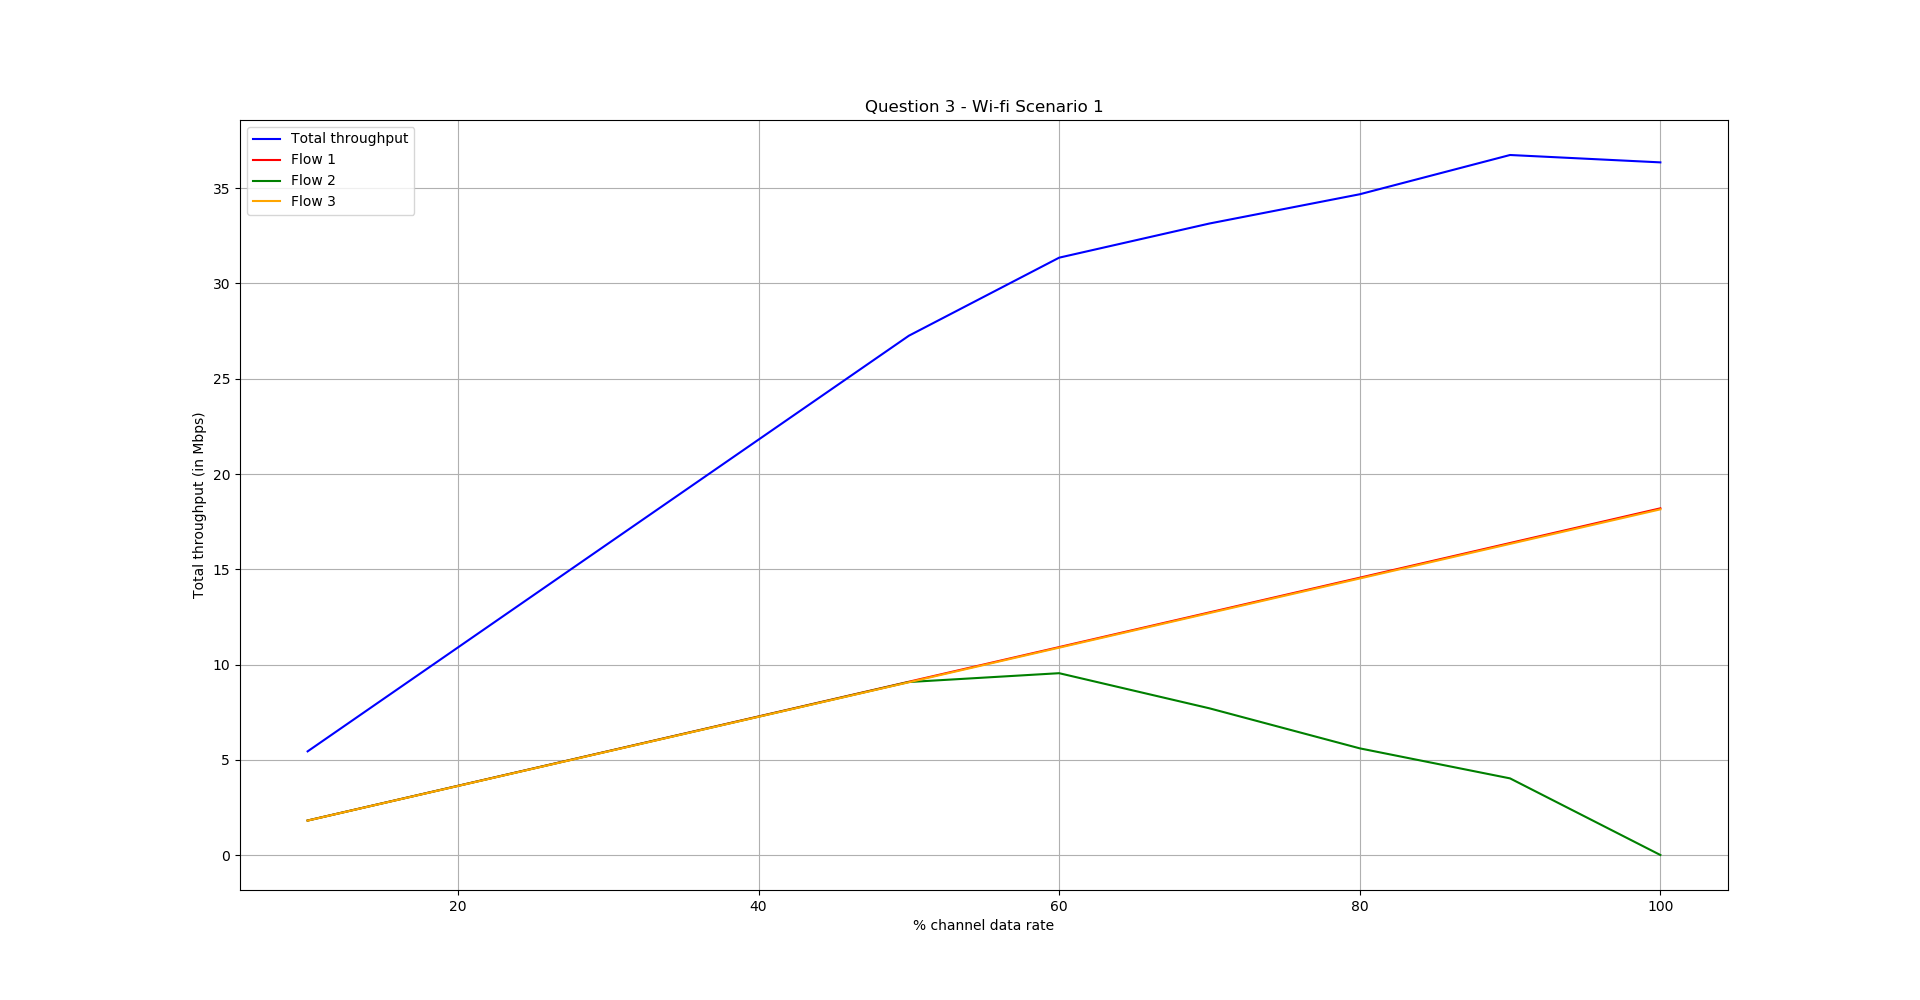 Question 3 - Wi-fi Scenario 1
Total throughput
Flow 1
Flow 2
Flow 3
35
30
25
20
15
10
5
0
Total throughput (in Mbps)
20 40 60 80 100
% channel data rate